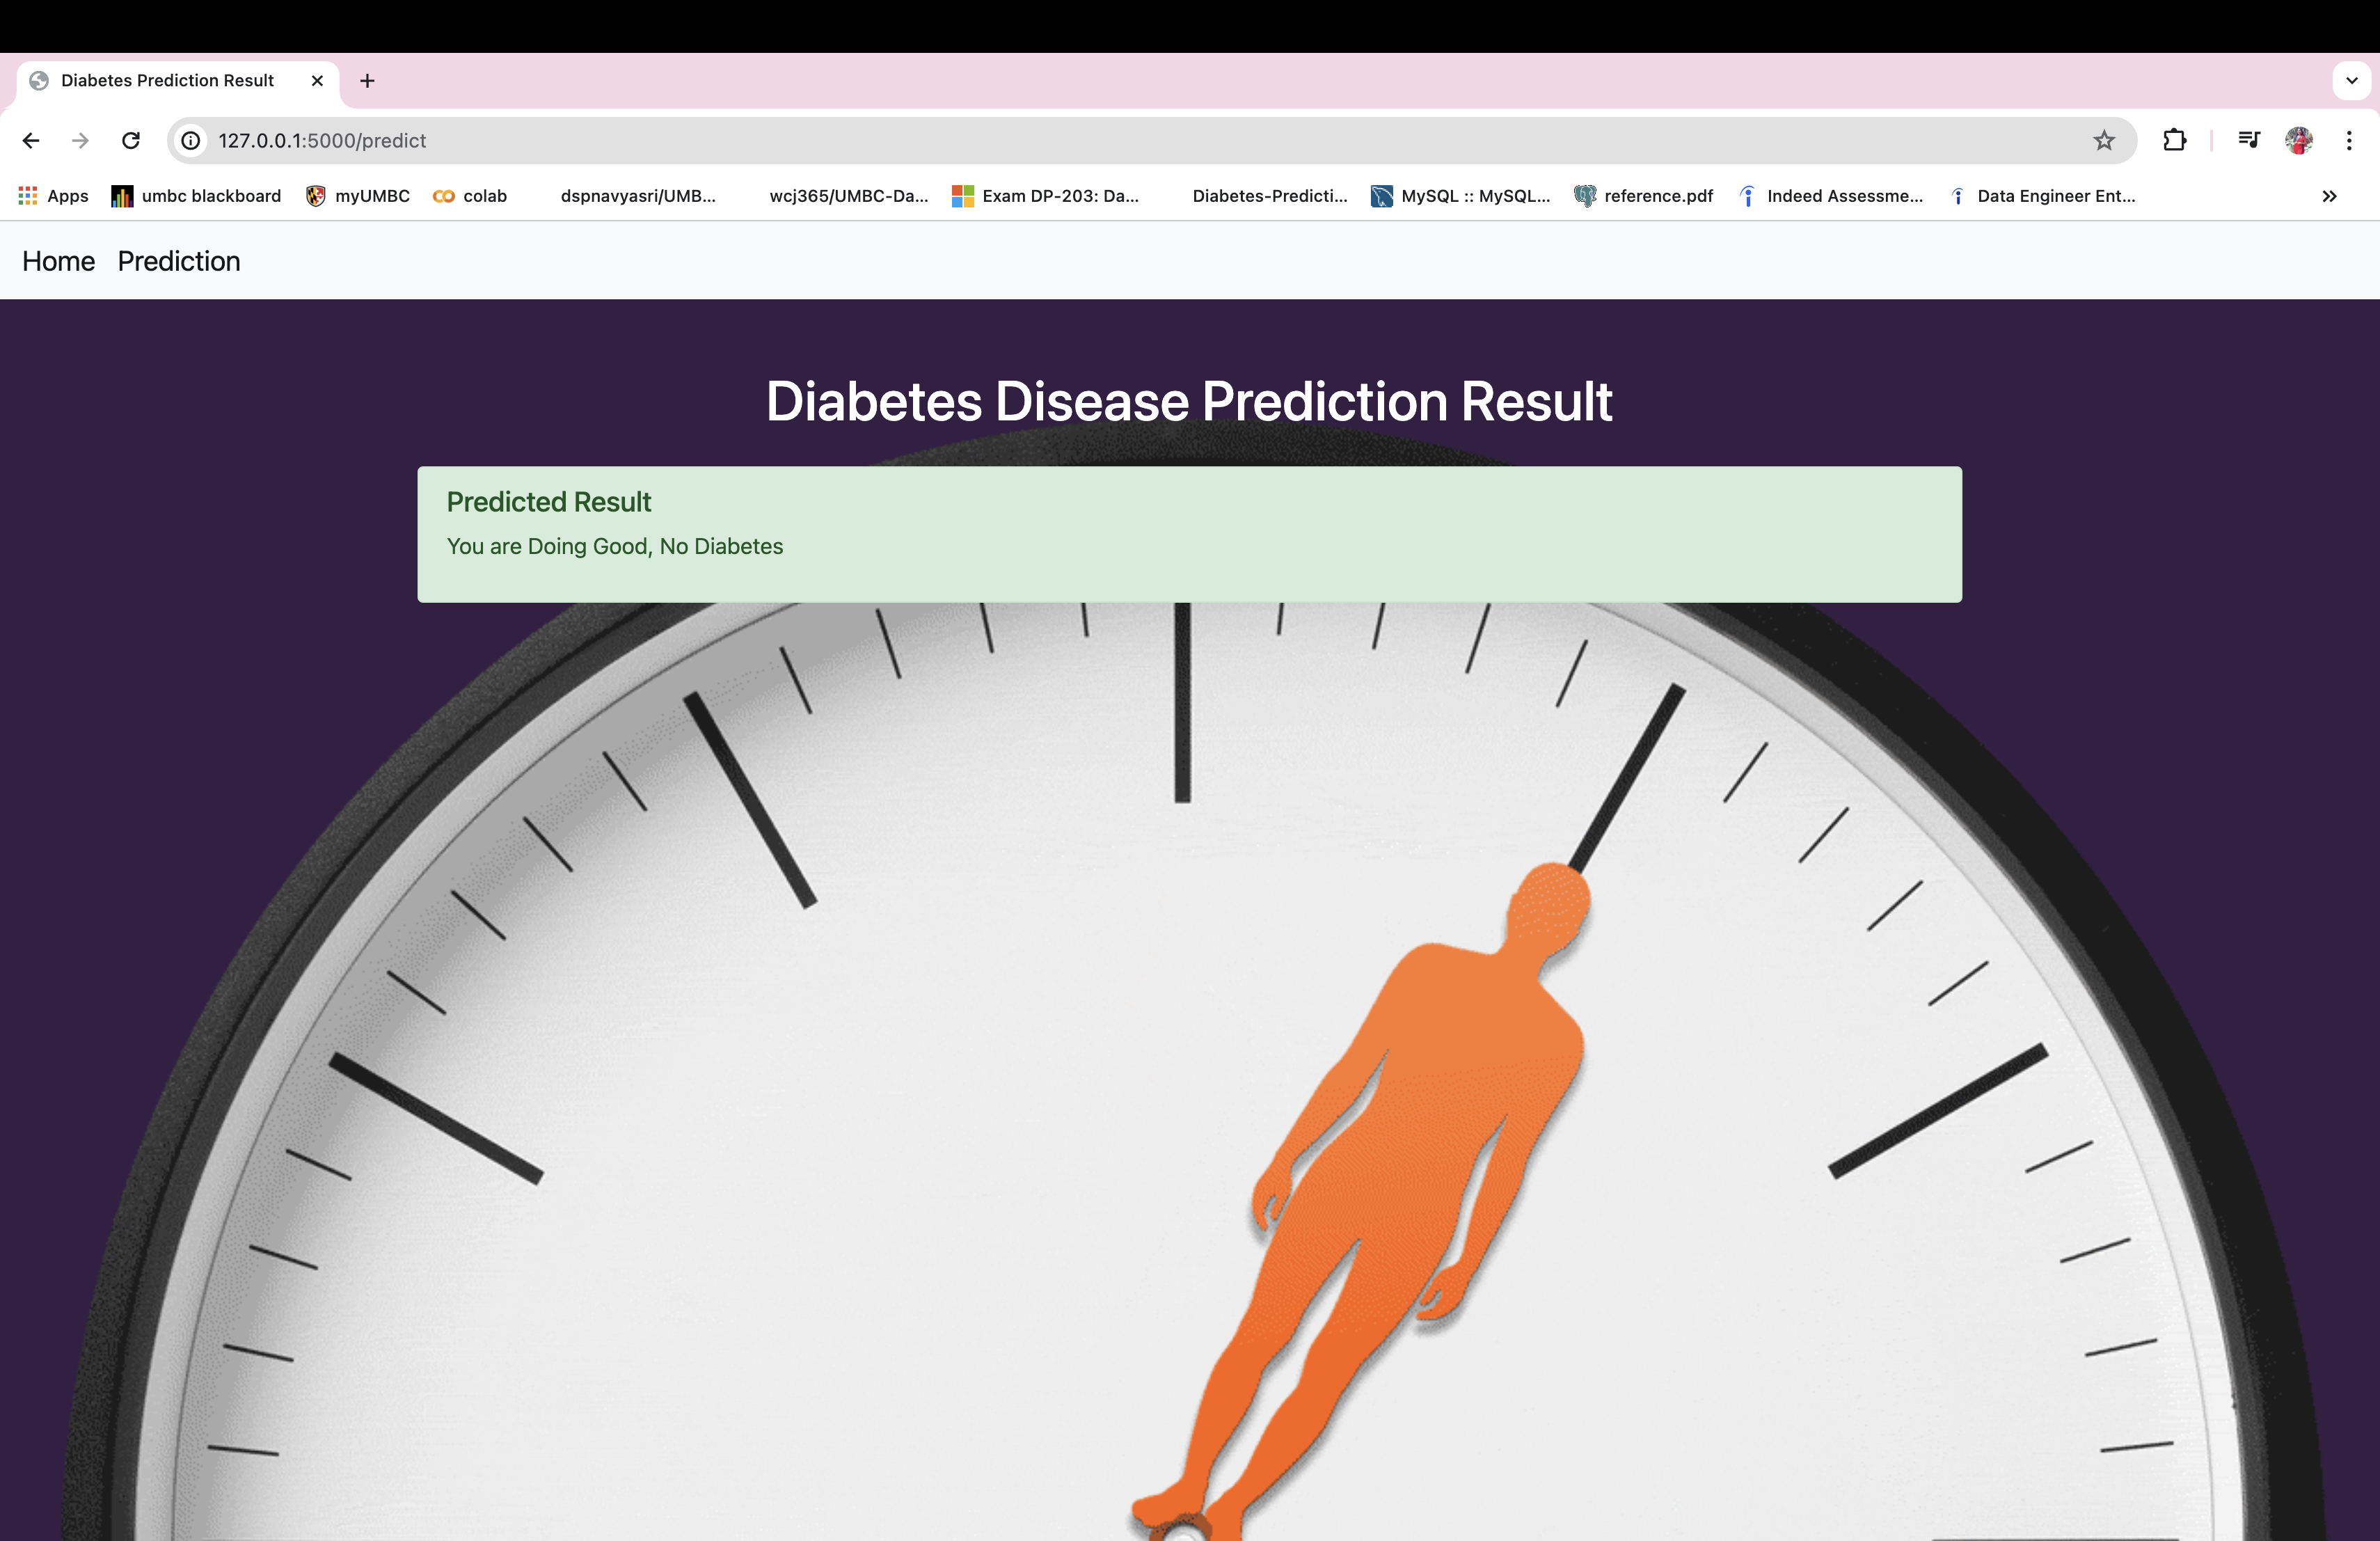 Diabetes Prediction Result
127.0.0.1:5000/predict
Apps umbc blackboard myUMBC colab dspnavyasri/UMB... wcj365/UMBC-Da... Exam DP-203: Da... Diabetes-Predicti... MySQL :: MySQL... reference.pdf Indeed Assessme... Data Engineer Ent...
Home Prediction
Diabetes Disease Prediction Result
Predicted Result
You are Doing Good, No Diabetes